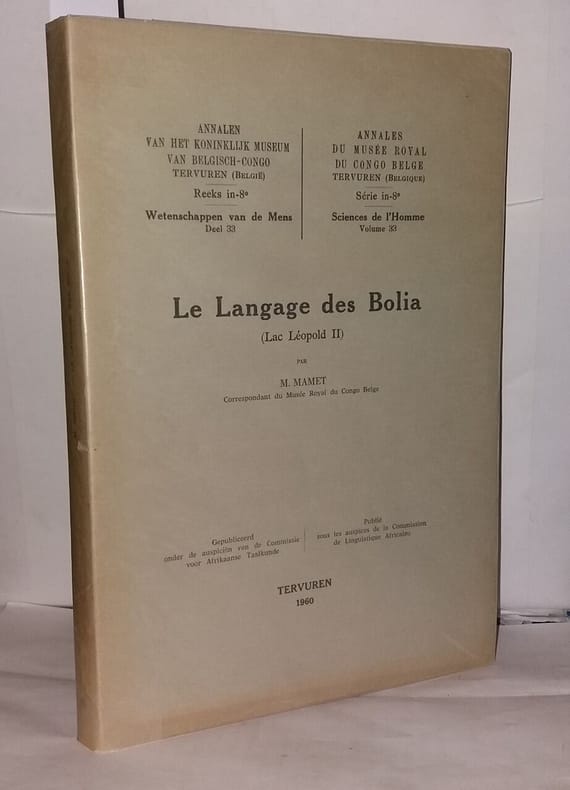 ANNALEN
VAN HET KONINKLIJK MUSEUM
VAN BELGISCH-CONGO
TERVUREN (BELGIË)
Reeks in-8°
Wetenschappen van de Mens
Deel 33
ANNALES
DU MUSÉE ROYAL
DU CONGO BELGE
TERVUREN (BELGIQUE)
Série in-8°
Sciences de l'Homme
Volume 33
Le Langage des Bolia
(Lac Léopold II)
PAR
M. MAMET
Correspondant du Musée Royal du Congo Belge
Gepubliceerd
onder de auspiciën van de Commissie
voor Afrikaanse Taalkunde
Publié
sous les auspices de la Commission
de Linguistique Africaine
TERVUREN
1960